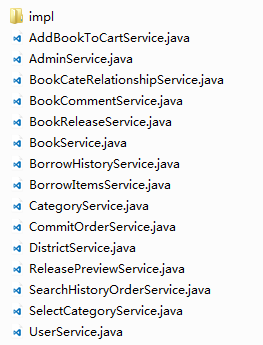 impl
AddBookToCartService.java
AdminService.java
BookCateRelationshipService.java
BookCommentService.java
BookReleaseService.java
BookService.java
BorrowHistoryService.java
BorrowItemsService.java
CategoryService.java
CommitOrderService.java
DistrictService.java
ReleasePreviewService.java
SearchHistoryOrderService.java
SelectCategoryService.java
UserService.java